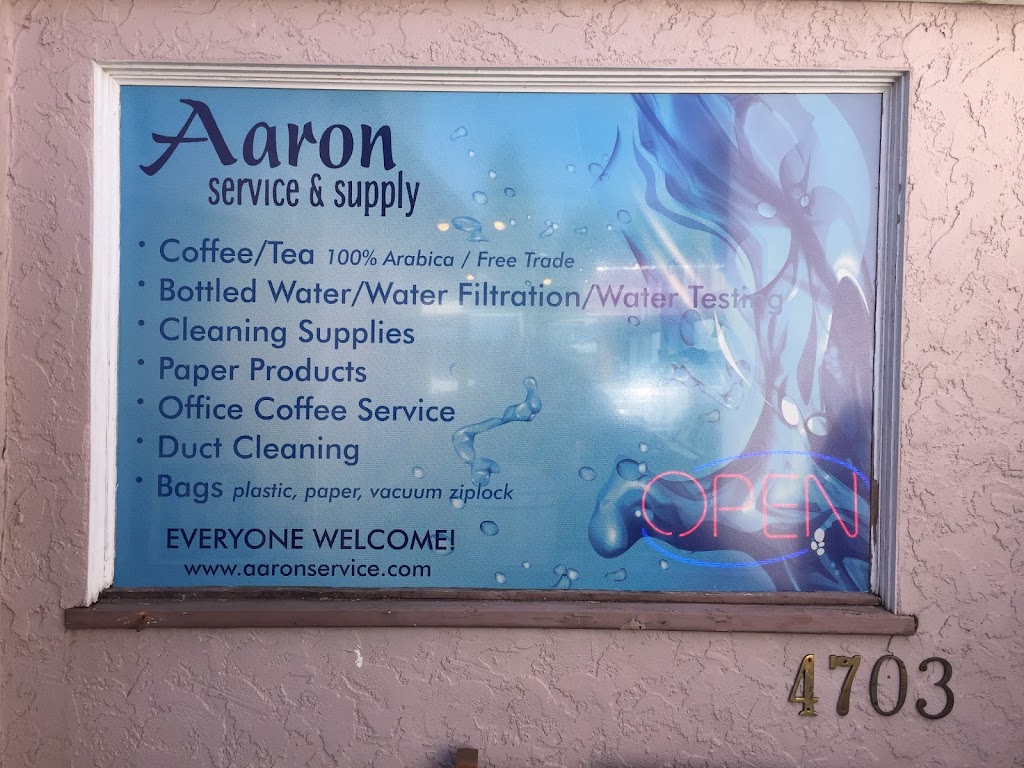 Aaron
service & supply
• Coffee/Tea 100% Arabica / Free Trade
• Bottled Water/Water Filtration/Water Testing
• Cleaning Supplies
• Paper Products
• Office Coffee Service
• Duct Cleaning
• Bags plastic, paper, vacuum ziplock
OPEN
EVERYONE WELCOME!
www.aaronservice.com
4703